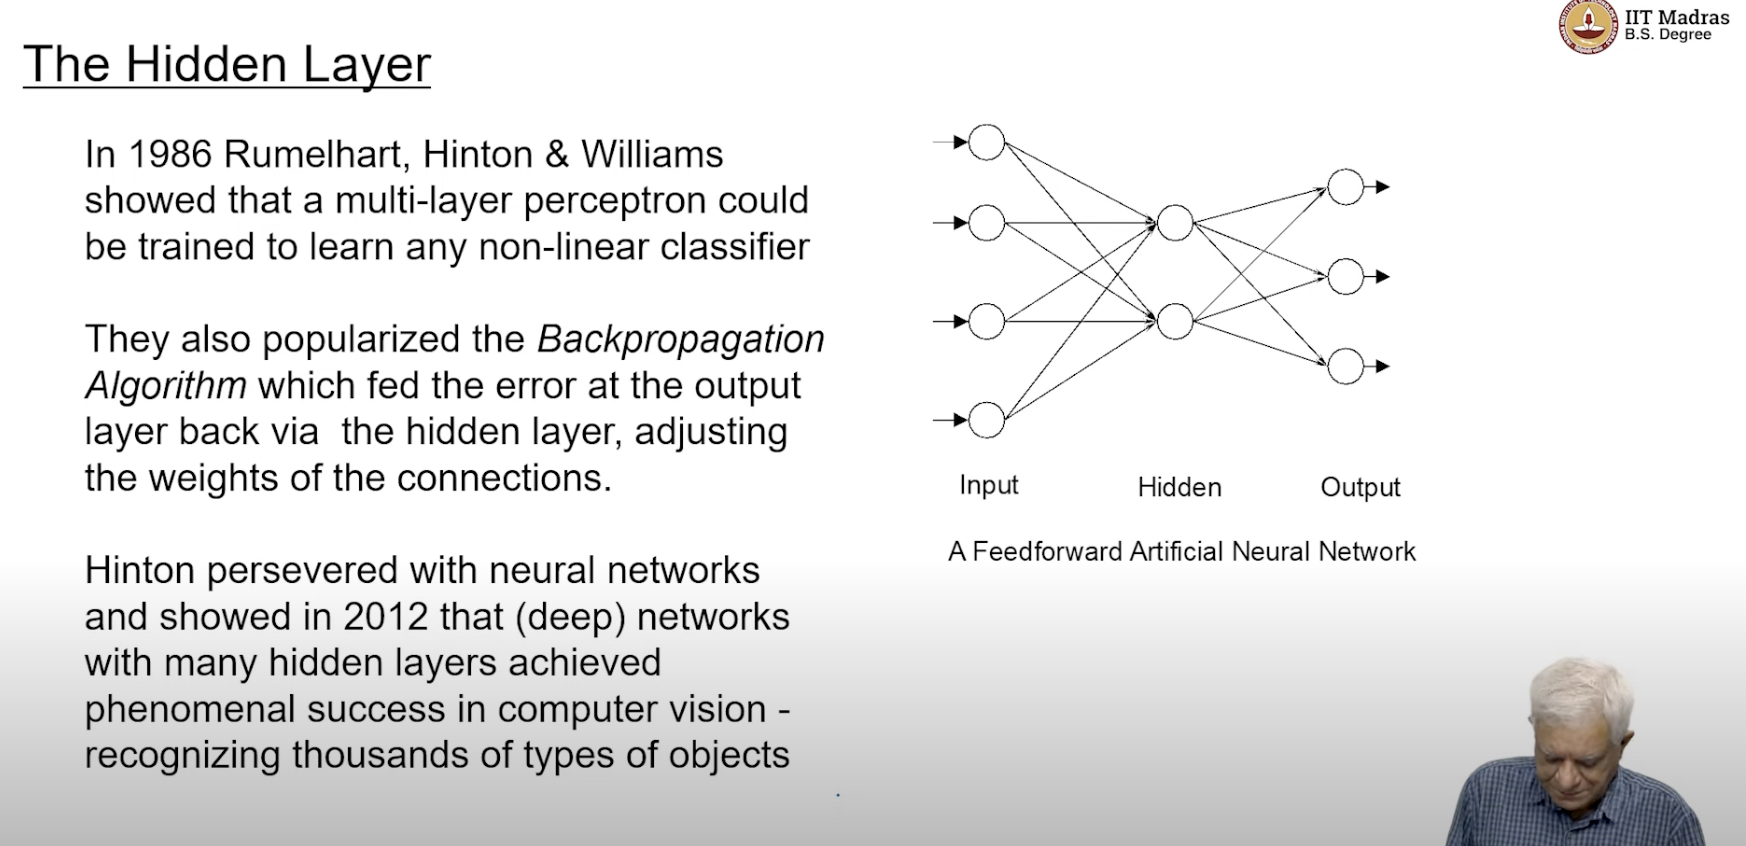 IIT Madras
B.S. Degree
The Hidden Layer
In 1986 Rumelhart, Hinton & Williams
showed that a multi-layer perceptron could
be trained to learn any non-linear classifier
They also popularized the Backpropagation
Algorithm which fed the error at the output
layer back via the hidden layer, adjusting
the weights of the connections.
Hinton persevered with neural networks
and showed in 2012 that (deep) networks
with many hidden layers achieved
phenomenal success in computer vision -
recognizing thousands of types of objects
Input Hidden Output
A Feedforward Artificial Neural Network